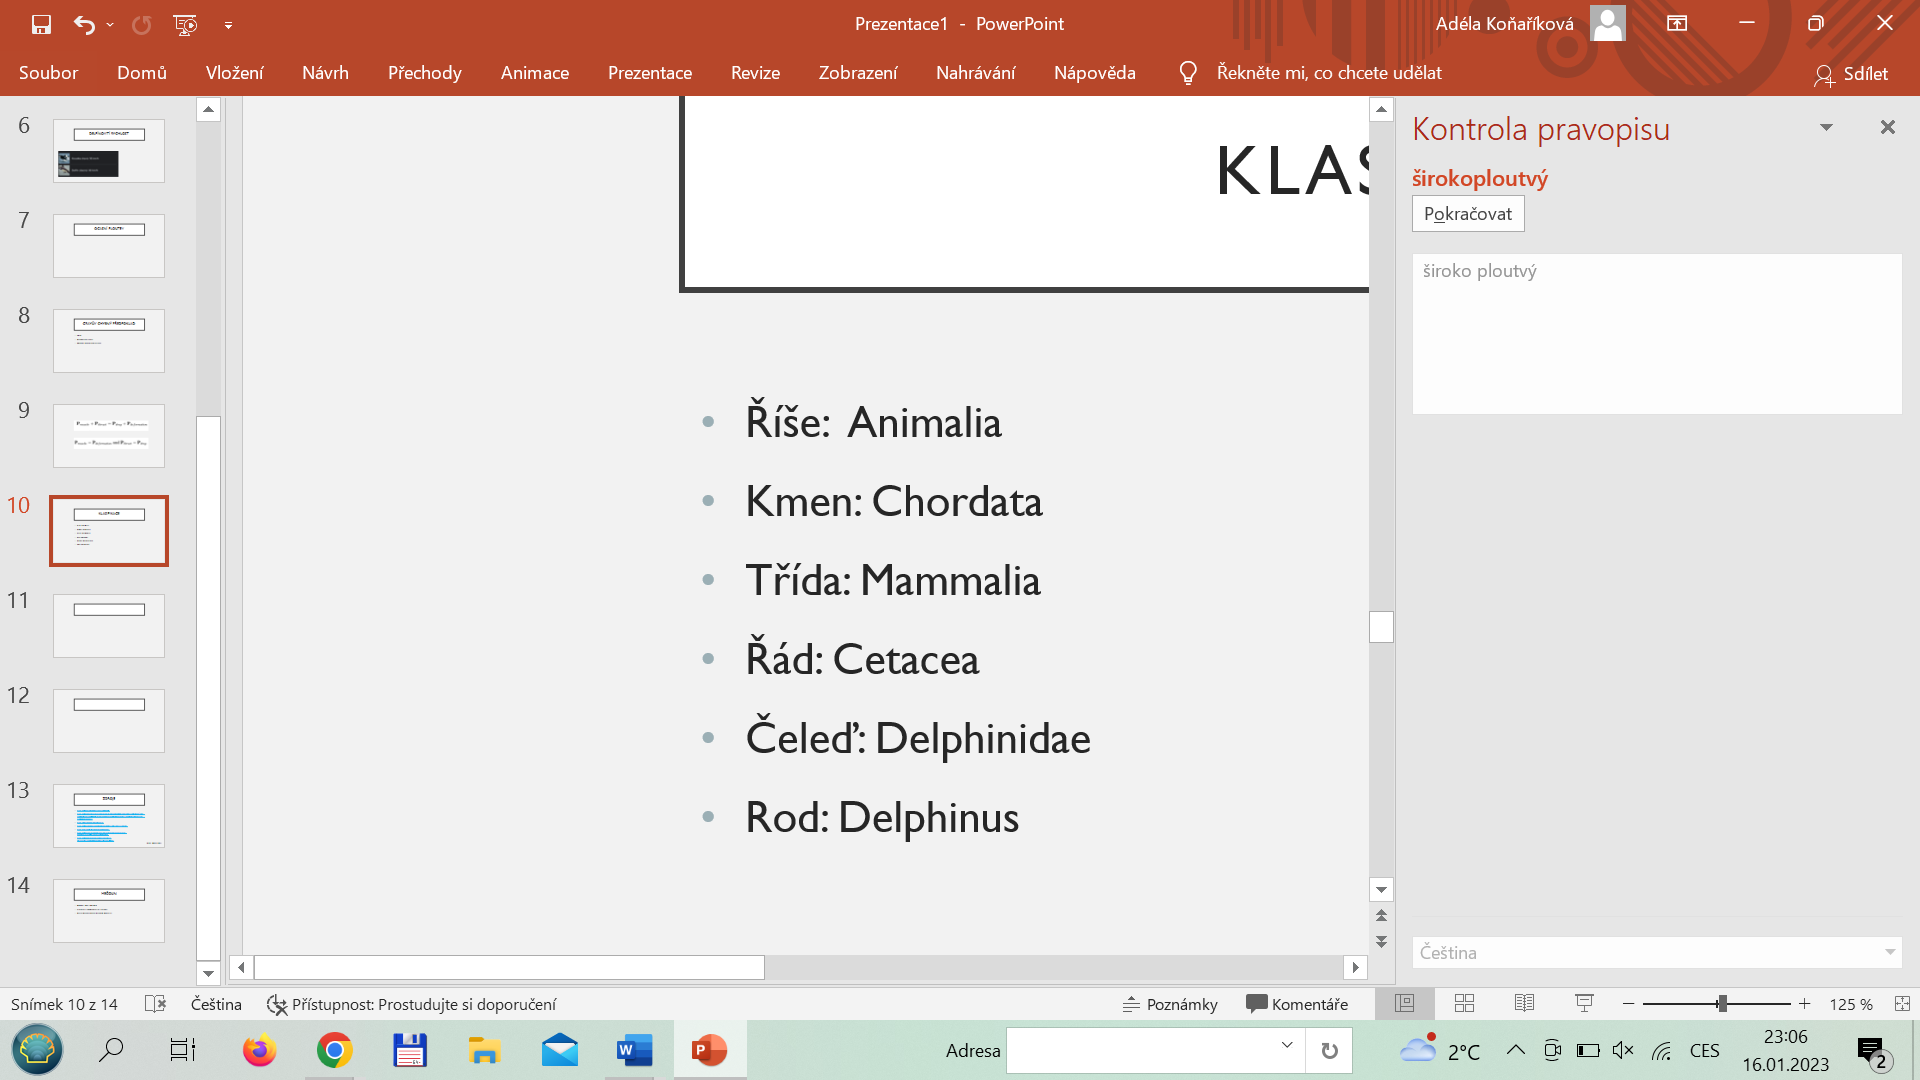 Prezentace1 - PowerPoint
Adéla Koňaříková
Soubor Domů Vložení Návrh Přechody Animace Prezentace Revize Zobrazení Nahrávání Nápověda Řekněte mi, co chcete udělat Sdílet
6
7
8
9
10
11
12
13
ZDROJE
14
KLAS
Říše: Animalia
Kmen: Chordata
Třída: Mammalia
Řád: Cetacea
Čeleď: Delphinidae
Rod: Delphinus
Kontrola pravopisu
širokoploutvý
Pokračovat
široko ploutvý
Čeština
Snímek 10 z 14 Čeština Přístupnost: Prostudujte si doporučení Poznámky Komentáře 125 %
Adresa
2°C
CES
23:06
16.01.2023
2